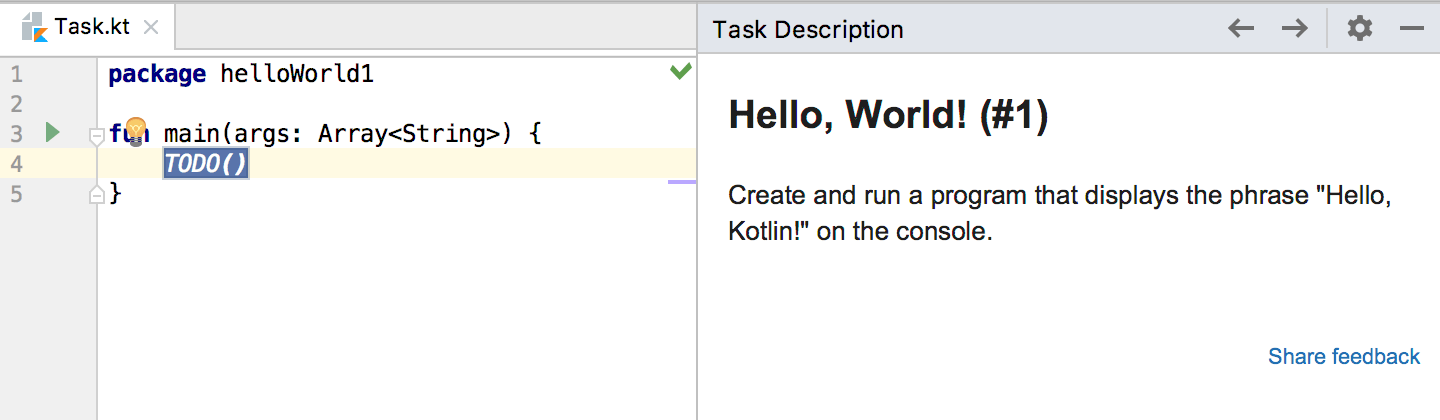 Task.kt
1 package helloWorld1
2
3 fun main(args: Array<String>) {
4 TODO()
5 }
Task Description
Hello, World! (#1)
Create and run a program that displays the phrase "Hello,
Kotlin!" on the console.
Share feedback